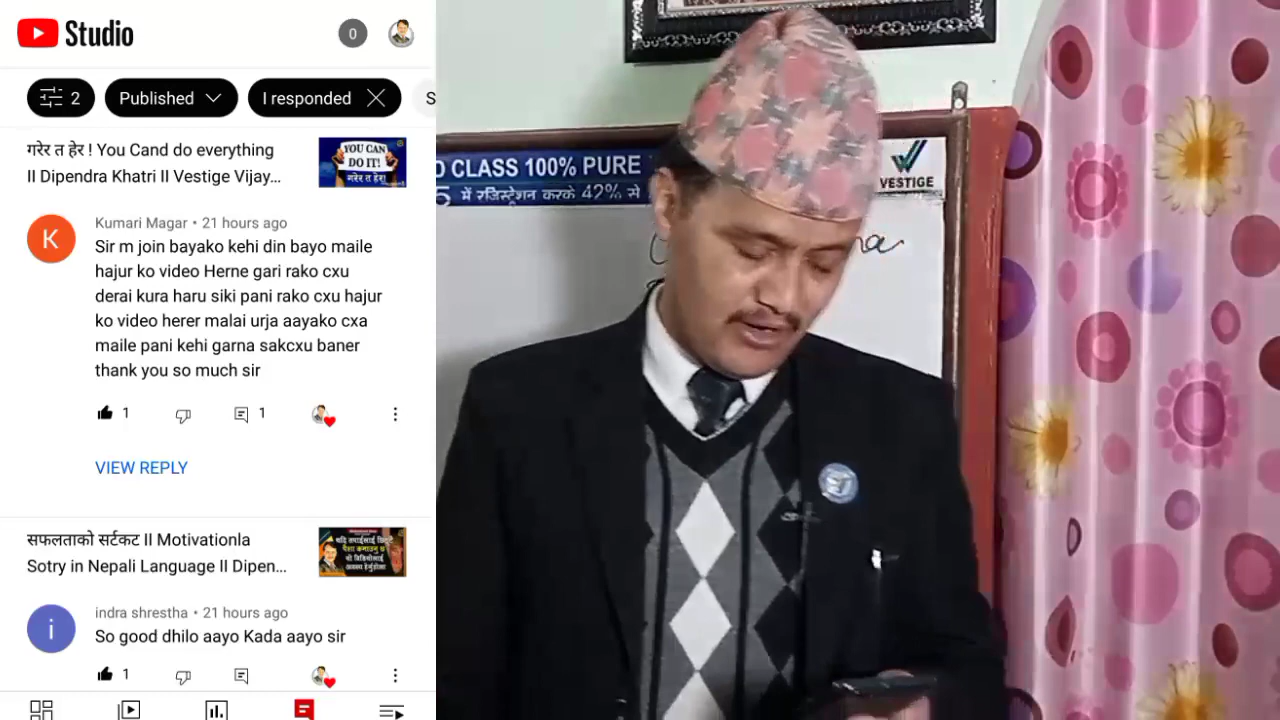 Studio
0
2
Published
I responded
S
गरेर त हेर ! You Cand do everything
II Dipendra Khatri II Vestige Vijay...
YOU CAN
DO IT!
गरेर त हेर!
Kumari Magar • 21 hours ago
K
Sir m join bayako kehi din bayo maile
hajur ko video Herne gari rako cxu
derai kura haru siki pani rako cxu hajur
ko video herer malai urja aayako cxa
maile pani kehi garna sakcxu baner
thank you so much sir
1
1
VIEW REPLY
सफलताको सर्टकट II Motivationla
Sotry in Nepali Language II Dipen...
indra shrestha • 21 hours ago
i
So good dhilo aayo Kada aayo sir
1
CLASS 100% PURE
5 में रजिस्ट्रेशन करके 42% से
VESTIGE